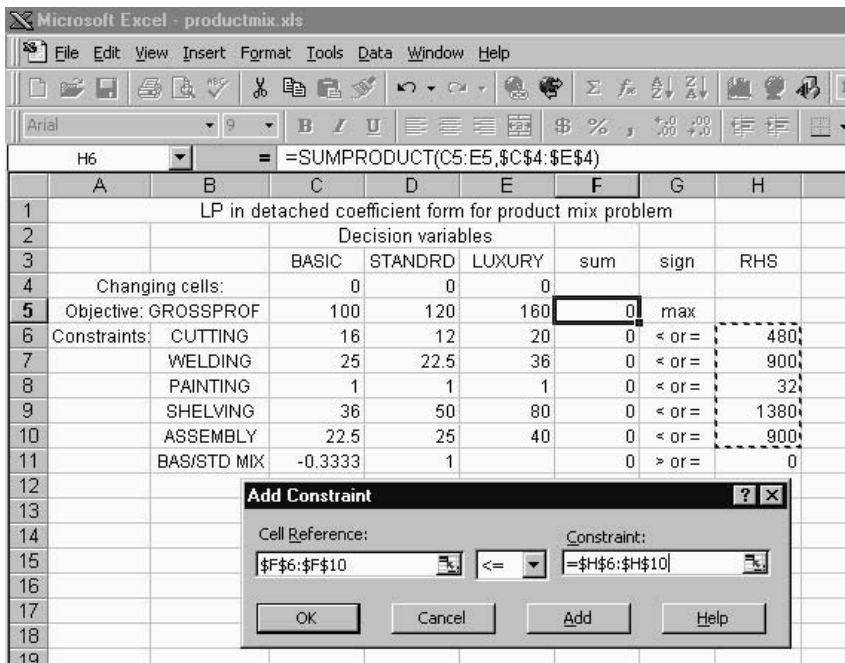 Microsoft Excel - productmix.xls
File Edit View Insert Format Tools Data Window Help
Arial 9 B I U $ % ,
H6 = =SUMPRODUCT(C5:E5,$C$4:$E$4)
A B C D E F G H
1 LP in detached coefficient form for product mix problem
2 Decision variables
3 BASIC STANDRD LUXURY sum sign RHS
4 Changing cells: 0 0 0
5 Objective: GROSSPROF 100 120 160 0 max
6 Constraints: CUTTING 16 12 20 0 < or = 480
7 WELDING 25 22.5 36 0 < or = 900
8 PAINTING 1 1 1 0 < or = 32
9 SHELVING 36 50 80 0 < or = 1380
10 ASSEMBLY 22.5 25 40 0 < or = 900
11 BAS/STD MIX -0.3333 1 0 > or = 0
12
13
14
15
16
17
18
19
Add Constraint ? X
Cell Reference: Constraint:
$F$6:$F$10 <= =$H$6:$H$10
OK Cancel Add Help